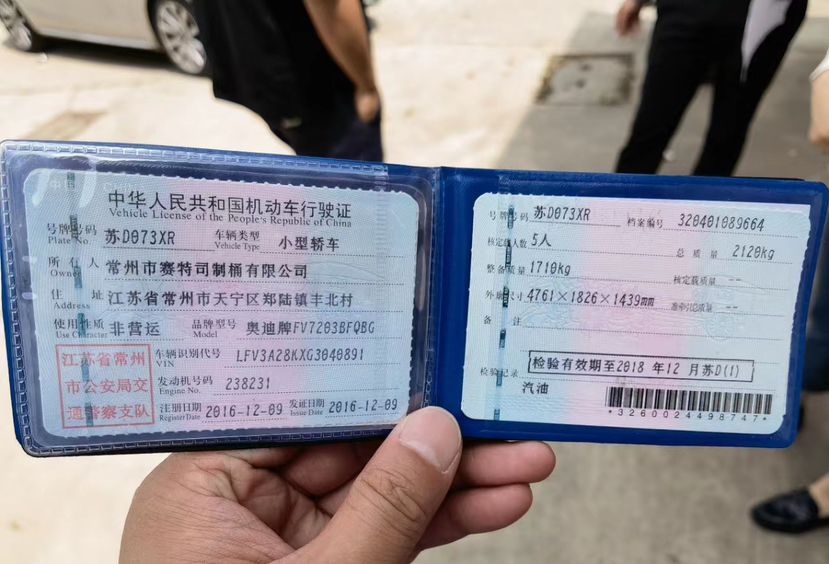 中华人民共和国机动车行驶证
Vehicle License of the People's Republic of China
号牌号码 苏D073XR 车辆类型 小型轿车
Plate No. Vehicle Type
所有人 常州市赛特司制桶有限公司
Owner
住址 江苏省常州市天宁区郑陆镇丰北村
Address
使用性质 非营运 品牌型号 奥迪牌FV7203BFQBG
Use Character Model
江苏省常州
市公安局交
通警察支队
车辆识别代号 LFV3A28KXG3040891
VIN
发动机号码 238231
Engine No.
注册日期 2016-12-09 发证日期 2016-12-09
Register Date Issue Date
号牌号码 苏D073XR 档案编号 320401089664
核定载人数 5人 总质量 2120kg
整备质量 1710kg 核定载质量 --
外廓尺寸 4761×1826×1439mm 准牵引总质量 --
备注
检验记录 检验有效期至2018 年12 月苏D(1)
汽油
*3260024498747*